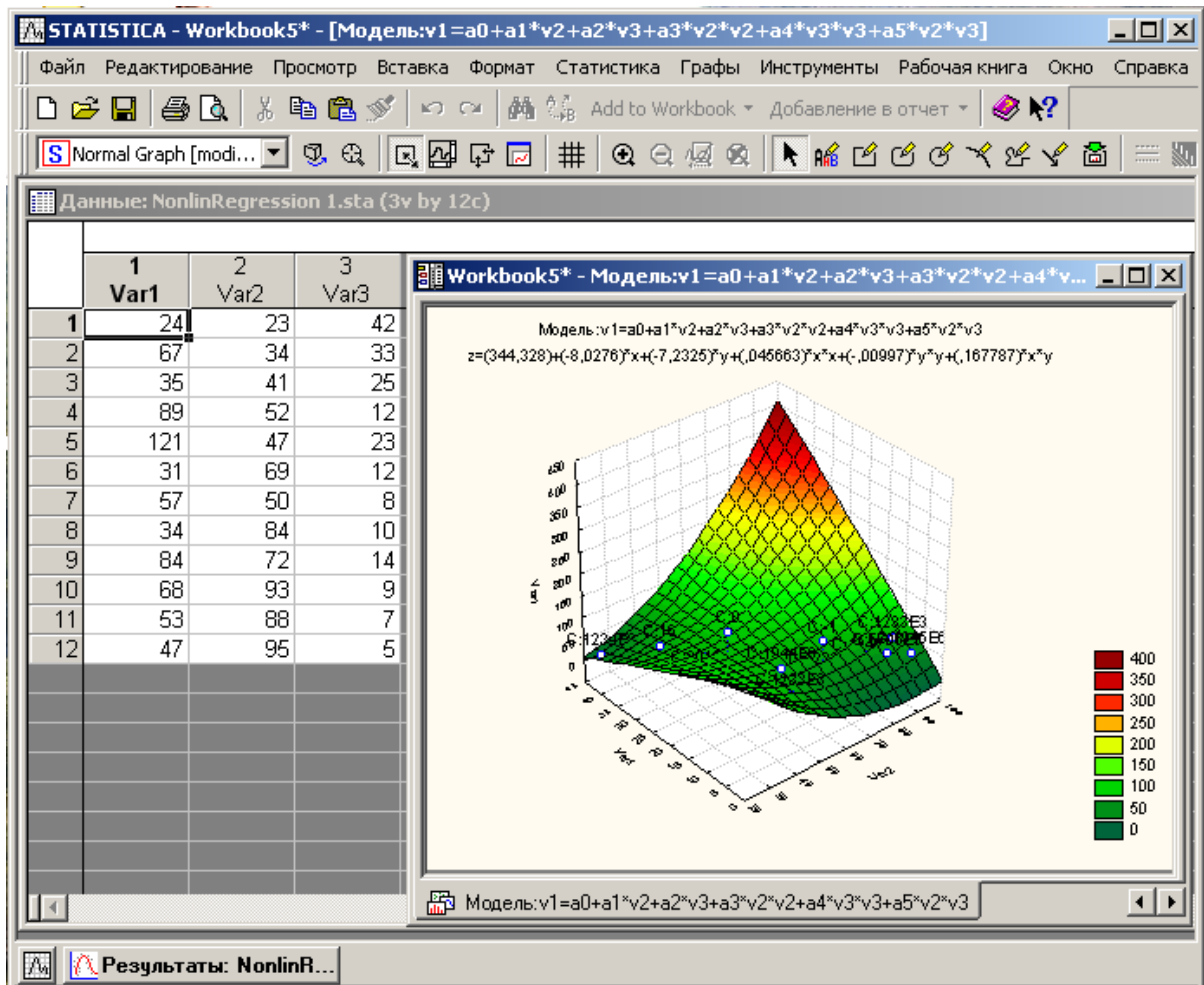 STATISTICA - Workbook5* - [Модель:v1=a0+a1*v2+a2*v3+a3*v2*v2+a4*v3*v3+a5*v2*v3]
Файл Редактирование Просмотр Вставка Формат Статистика Графы Инструменты Рабочая книга Окно Справка
Add to Workbook Добавление в отчет
Normal Graph [modi...
Данные: NonlinRegression 1.sta (3v by 12c)
1 2 3
Var1 Var2 Var3
1 24 23 42
2 67 34 33
3 35 41 25
4 89 52 12
5 121 47 23
6 31 69 12
7 57 50 8
8 34 84 10
9 84 72 14
10 68 93 9
11 53 88 7
12 47 95 5
Workbook5* - Модель:v1=a0+a1*v2+a2*v3+a3*v2*v2+a4*v...
Модель:v1=a0+a1*v2+a2*v3+a3*v2*v2+a4*v3*v3+a5*v2*v3
z=(344,328)+(-8,0276)*x+(-7,2325)*y+(,045663)*x*x+(-,00997)*y*y+(,167787)*x*y
400
350
300
250
200
150
100
50
0
Var2
Модель:v1=a0+a1*v2+a2*v3+a3*v2*v2+a4*v3*v3+a5*v2*v3
Результаты: NonlinR...